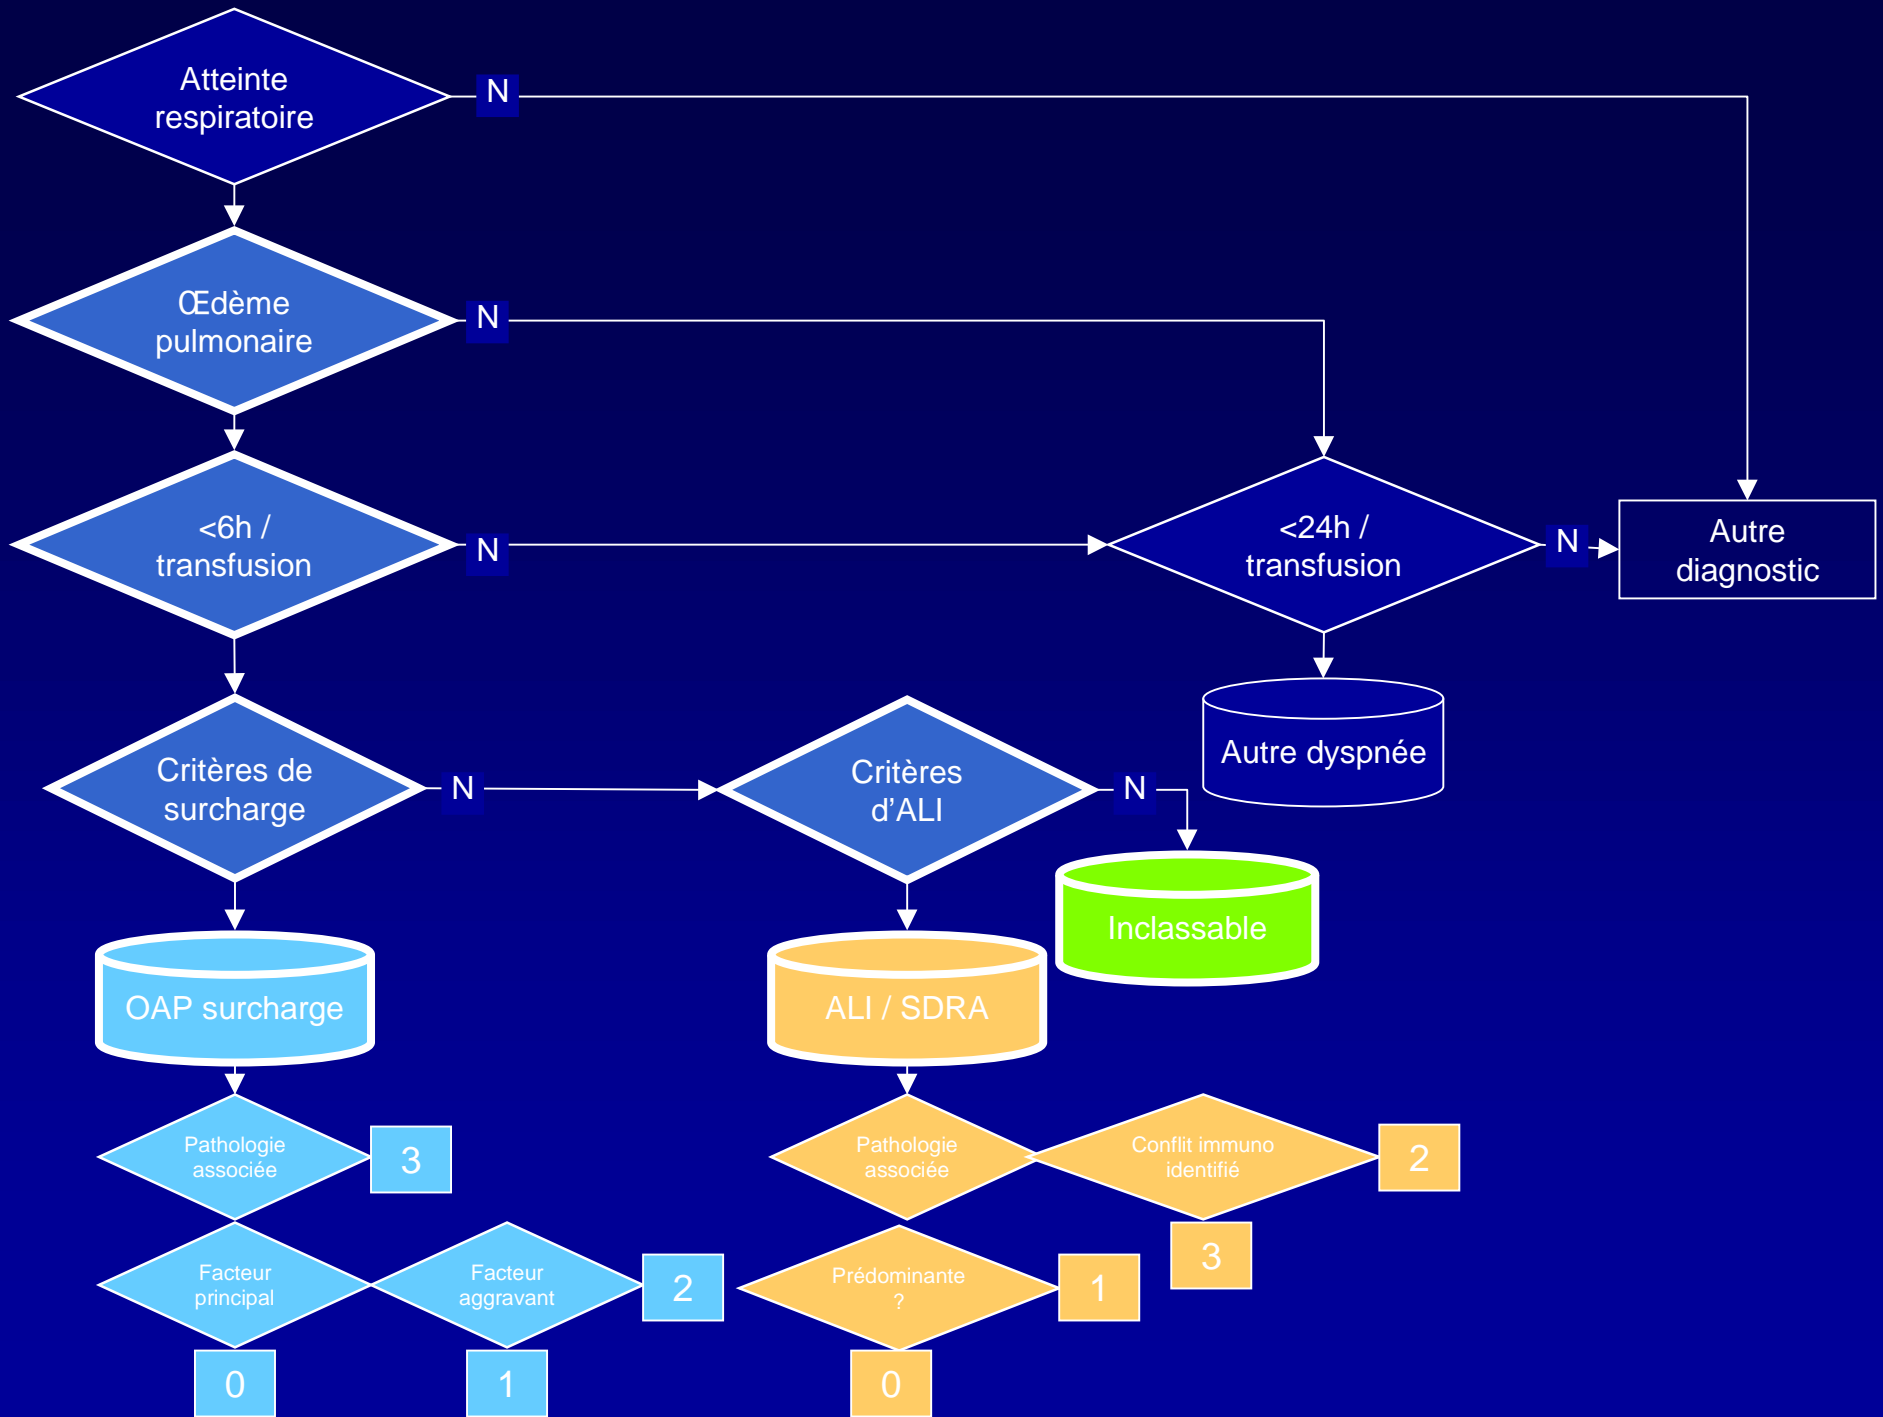 Atteinte
respiratoire
N
Œdème
pulmonaire
N
<6h /
transfusion
N
<24h /
transfusion
N
Autre
diagnostic
Autre dyspnée
Critères de
surcharge
N
Critères
d’ALI
N
Inclassable
OAP surcharge
ALI / SDRA
Pathologie
associée
3
Pathologie
associée
Conflit immuno
identifié
2
3
Facteur
principal
Facteur
aggravant
2
Prédominante
?
1
0
1
0